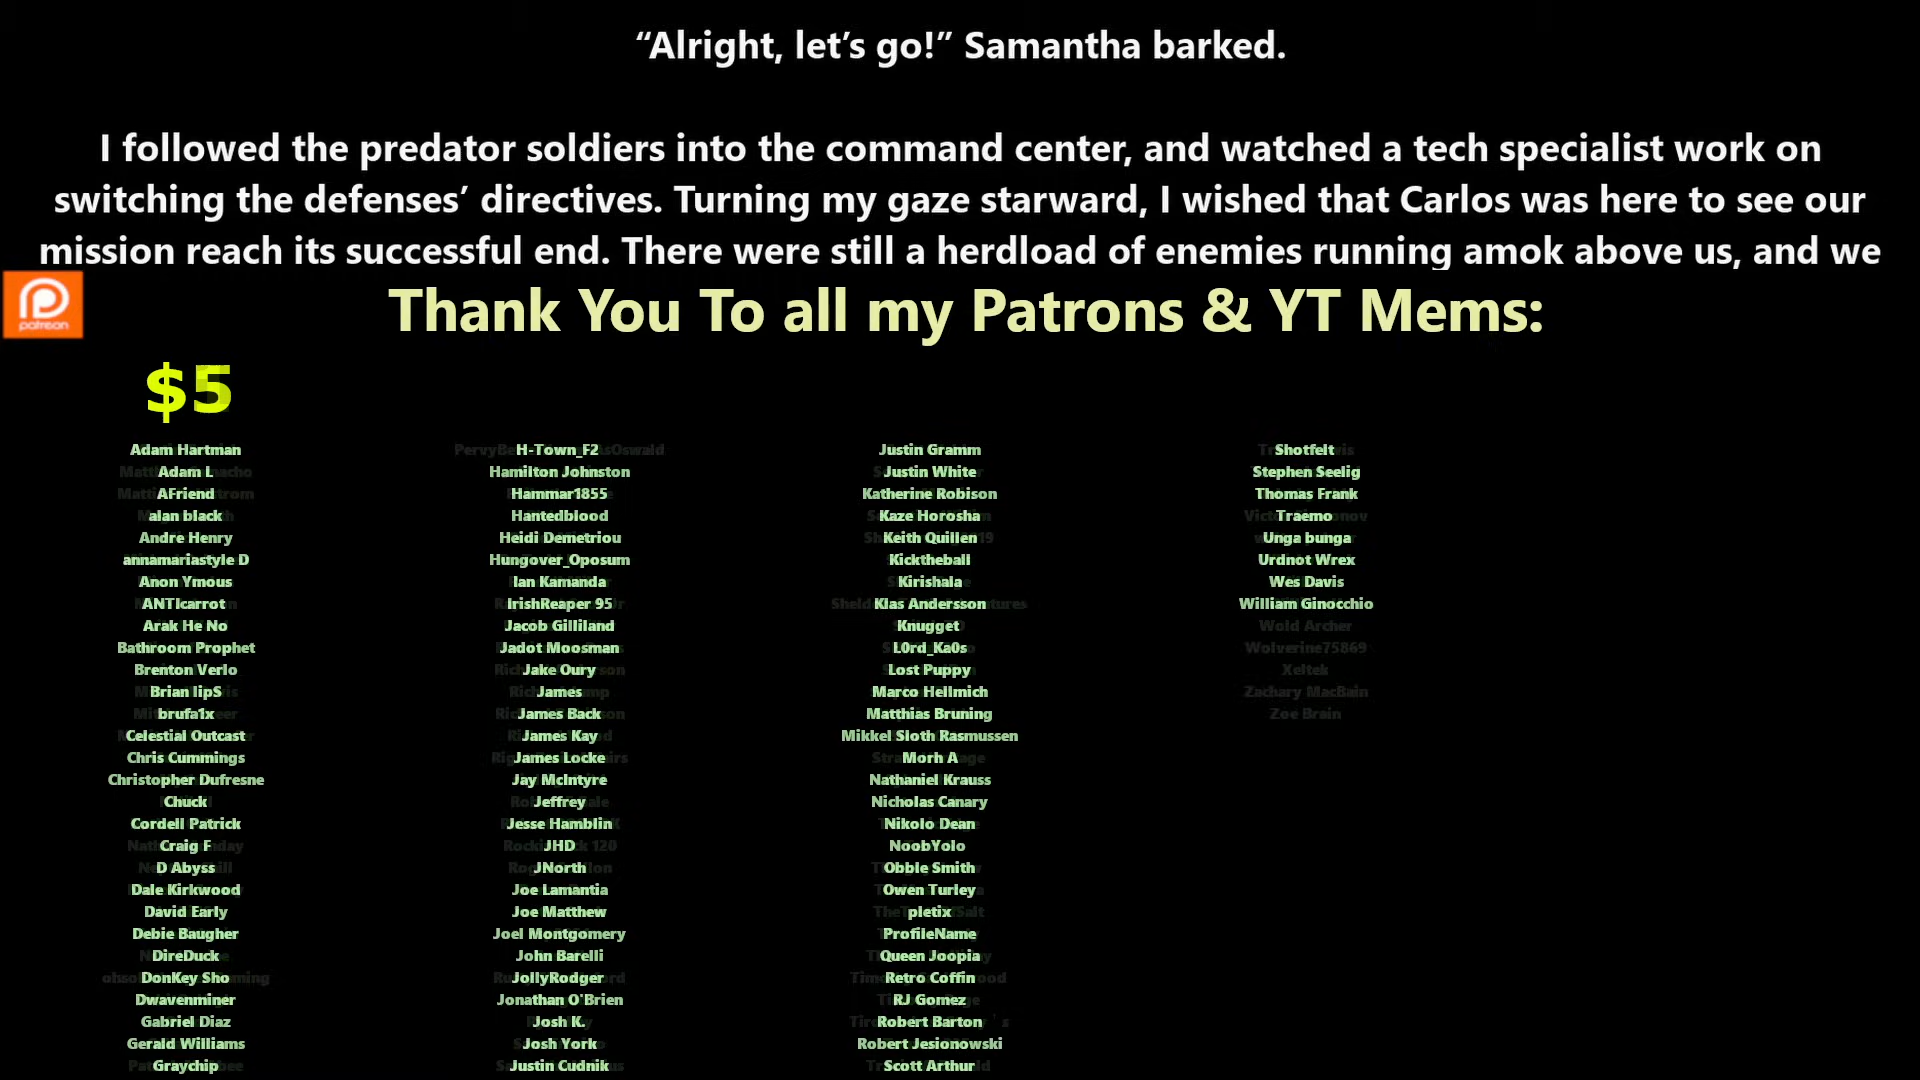 “Alright, let’s go!” Samantha barked.
I followed the predator soldiers into the command center, and watched a tech specialist work on
switching the defenses’ directives. Turning my gaze starward, I wished that Carlos was here to see our
mission reach its successful end. There were still a herdload of enemies running amok above us, and we
patreon
Thank You To all my Patrons & YT Mems:
$5
Adam Hartman
Adam L
AFriend
alan black
Andre Henry
annamariastyle D
Anon Ymous
ANTIcarrot
Arak He No
Bathroom Prophet
Brenton Verlo
Brian lipS
brufa1x
Celestial Outcast
Chris Cummings
Christopher Dufresne
Chuck
Cordell Patrick
Craig F
D Abyss
Dale Kirkwood
David Early
Debie Baugher
DireDuck
DonKey Sho
Dwavenminer
Gabriel Diaz
Gerald Williams
Graychip
H-Town_F2
Hamilton Johnston
Hammar1855
Hantedblood
Heidi Demetriou
Hungover_Oposum
Ian Kamanda
IrishReaper 95
Jacob Gilliland
Jadot Moosman
Jake Oury
James
James Back
James Kay
James Locke
Jay McIntyre
Jeffrey
Jesse Hamblin
JHD
JNorth
Joe Lamantia
Joe Matthew
Joel Montgomery
John Barelli
JollyRodger
Jonathan O'Brien
Josh K.
Josh York
Justin Cudnik
Justin Gramm
Justin White
Katherine Robison
Kaze Horosha
Keith Quillen
Kicktheball
Kirishala
Klas Andersson
Knugget
L0rd_Ka0s
Lost Puppy
Marco Hellmich
Matthias Bruning
Mikkel Sloth Rasmussen
Morh A
Nathaniel Krauss
Nicholas Canary
Nikolo Dean
NoobYolo
Obble Smith
Owen Turley
pletix
ProfileName
Queen Joopia
Retro Coffin
RJ Gomez
Robert Barton
Robert Jesionowski
Scott Arthur
Shotfelt
Stephen Seelig
Thomas Frank
Traemo
Unga bunga
Urdnot Wrex
Wes Davis
William Ginocchio
Wold Archer
Wolverine75869
Xeltek
Zachary MacBain
Zoe Brain